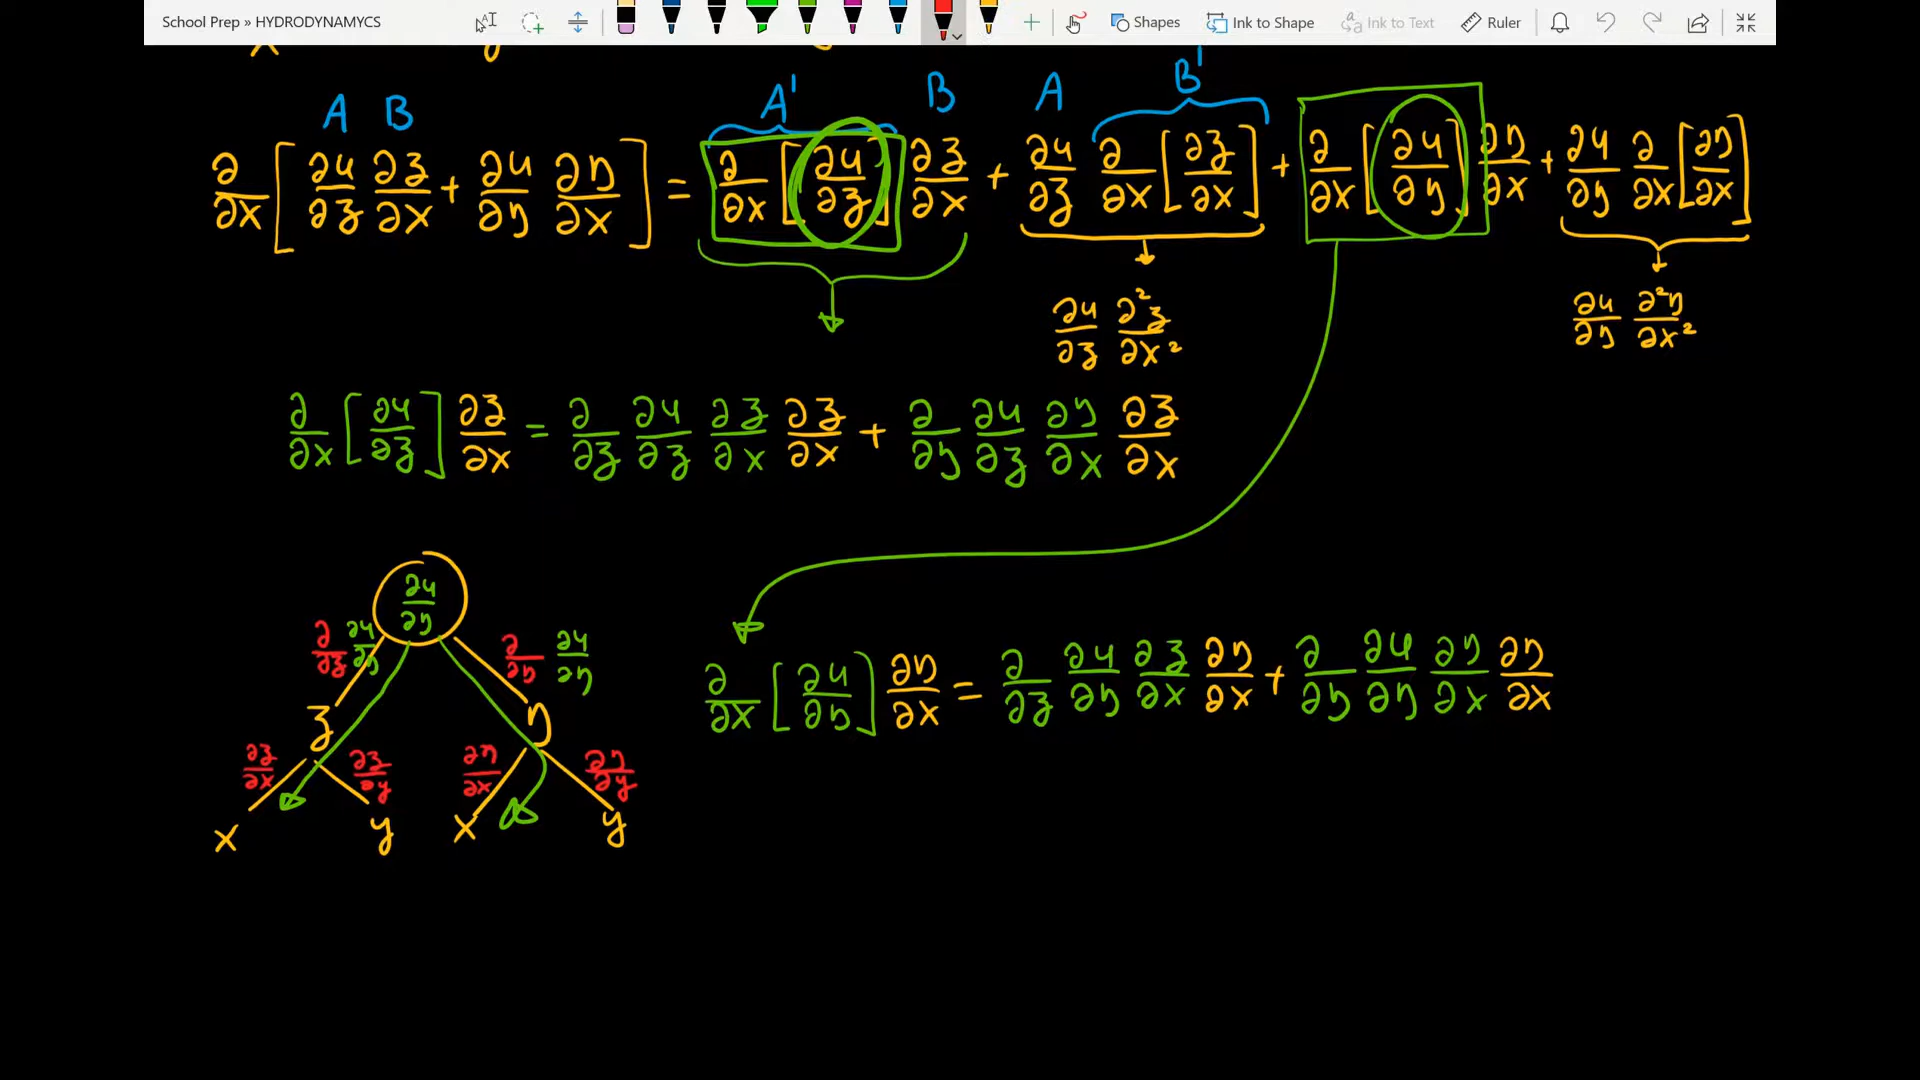 School Prep » HYDRODYNAMYCS Shapes Ink to Shape Ink to Text Ruler
A B A' B A B'
∂/∂x [∂u/∂ξ ∂ξ/∂x + ∂u/∂η ∂η/∂x] = ∂/∂x [∂u/∂ξ] ∂ξ/∂x + ∂u/∂ξ ∂/∂x [∂ξ/∂x] + ∂/∂x [∂u/∂η] ∂η/∂x + ∂u/∂η ∂/∂x [∂η/∂x]
∂u/∂ξ ∂²ξ/∂x² ∂u/∂η ∂²η/∂x²
∂/∂x [∂u/∂ξ] ∂ξ/∂x = ∂/∂ξ ∂u/∂ξ ∂ξ/∂x ∂ξ/∂x + ∂/∂η ∂u/∂ξ ∂η/∂x ∂ξ/∂x
∂u/∂η
∂/∂ξ ∂u/∂η ∂/∂η ∂u/∂η
∂/∂x [∂u/∂η] ∂η/∂x = ∂/∂ξ ∂u/∂η ∂ξ/∂x ∂η/∂x + ∂/∂η ∂u/∂η ∂η/∂x ∂η/∂x
ξ η
∂ξ/∂x ∂ξ/∂y ∂η/∂x ∂η/∂y
x y x y